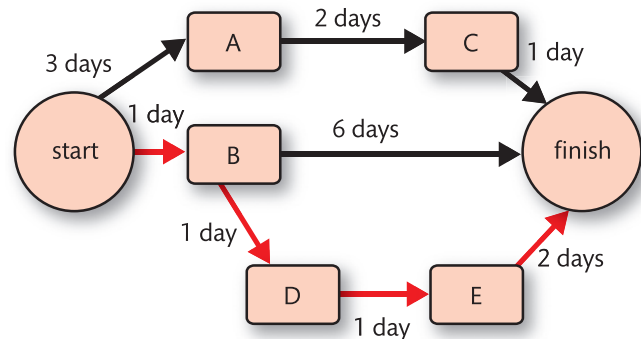 2 days
A
C
3 days
1 day
1 day
6 days
start
B
finish
1 day
2 days
D
E
1 day